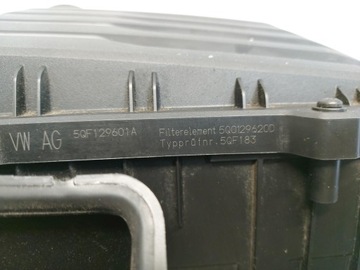 VW AG 5QF129601A Filterelement 5Q0129620D
Typprüfnr. 5QF183